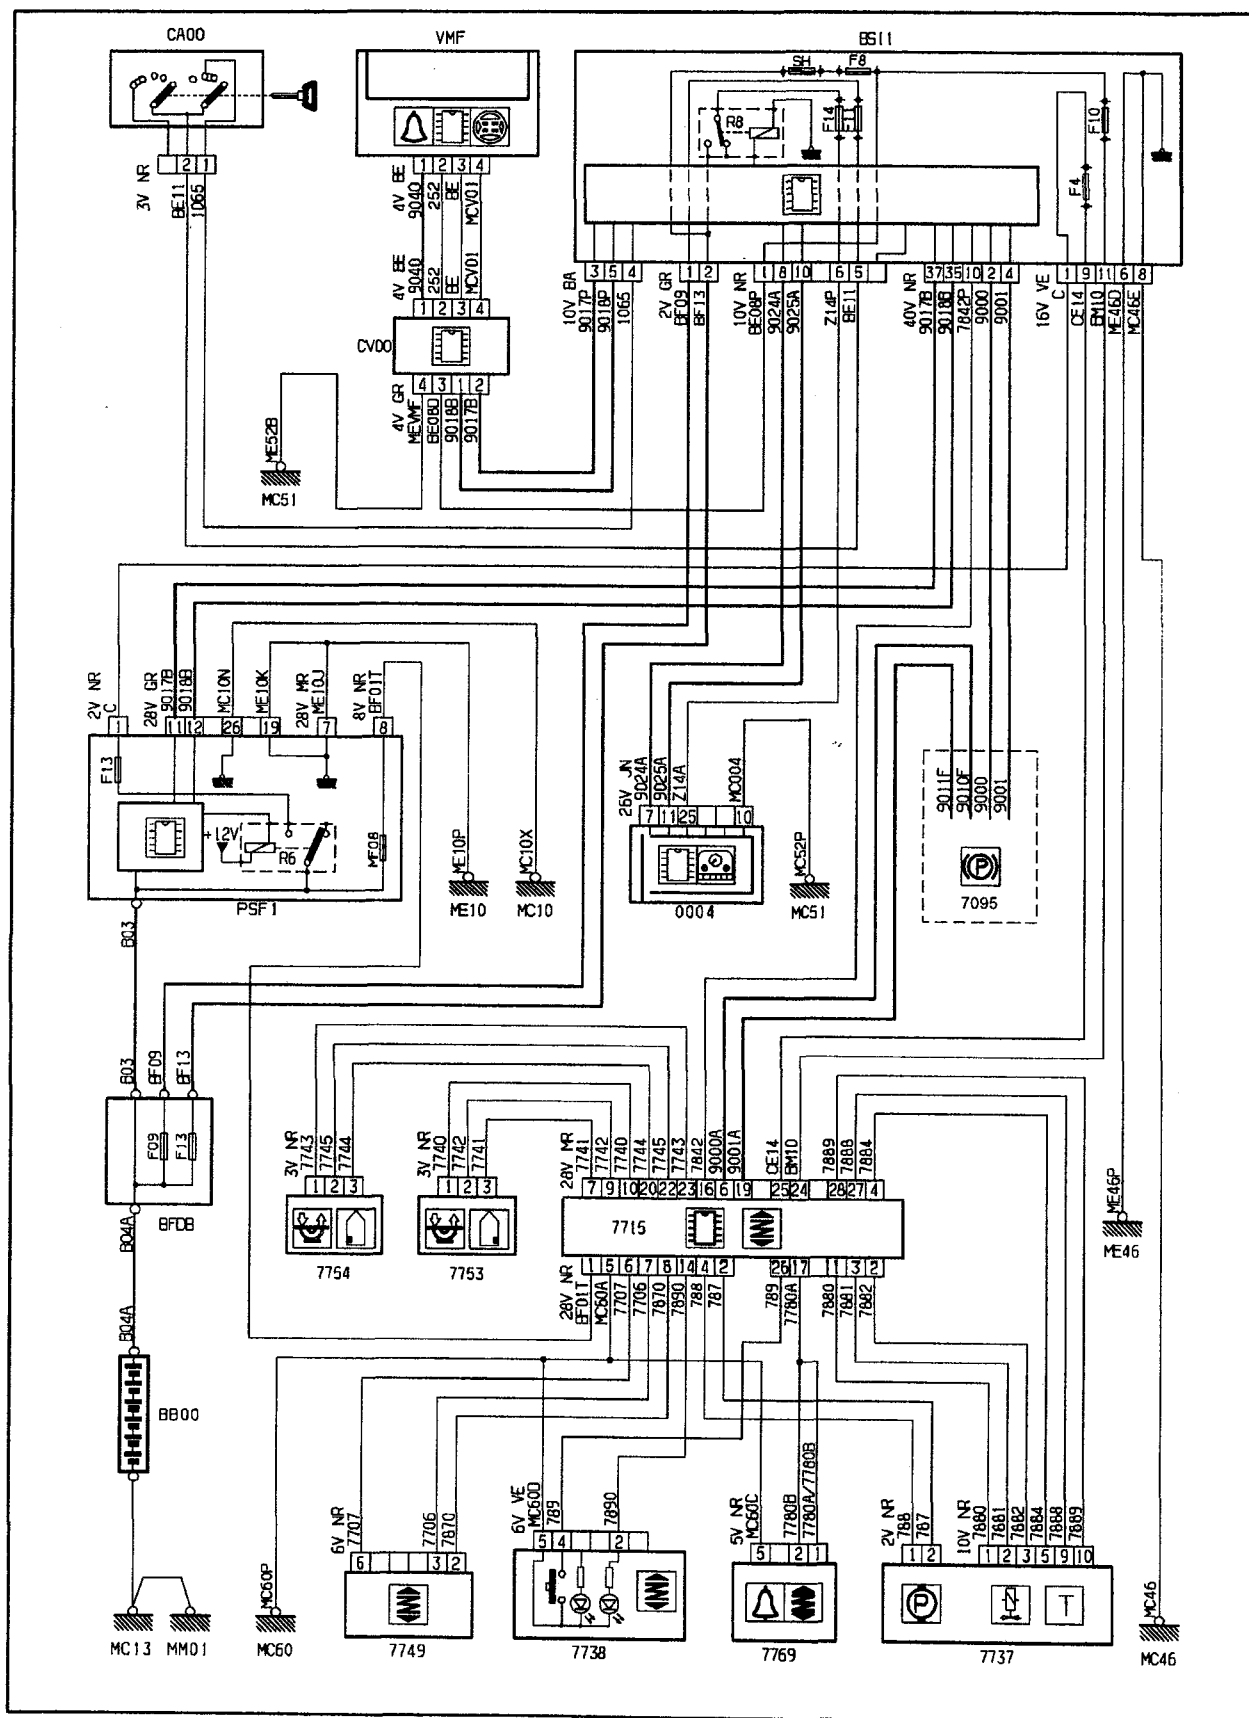 CA00
VMF
BSI1
SH
F8
R8
F14
F11
F10
F4
3V NR
2 1
BE11
1065
1 2 3 4
4V BE
9040
252
BE
MCV01
4V BE
9040
252
BE
MCV01
1 2 3 4
CV00
4 3 1 2
4V GR
MEVMF
BE08D
9018B
9017B
3 5 4
10V BA
9017P
9018P
1065
1 2
2V GR
BF09
BF13
1 8 10 6 5
10V NR
BE08P
9024A
9025A
Z14P
BE11
37 35 10 2 4
40V NR
9017B
9018B
7842P
9000
9001
1 9 11 6 8
16V VE
C
CE14
BM10
ME46D
MC46E
ME52B
MC51
2V NR
C
28V GR
9017B
9018B
MC10N
ME10K
28V MR
ME10J
8V NR
BF01T
1 11 12 26 19 7 8
F13
+12V
R6
MF08
PSF1
ME10P
ME10
MC10X
MC10
26V JN
9024A
9025A
Z14A
MC004
7 11 25 10
0004
MC52P
MC51
9011F
9010F
9000
9001
P
7095
B03
B03
BF09
BF13
F09
F13
BFDB
B04A
B04A
BB00
MC13
MM01
3V NR
7743
7745
7744
1 2 3
7754
3V NR
7740
7742
7741
1 2 3
7753
28V MR
7741
7742
7740
7744
7745
7743
7842
9000A
9001A
CE14
BM10
7889
7888
7884
7 9 10 20 22 23 16 6 19 25 24 28 27 4
7715
1 5 6 7 8 14 4 2 26 17 11 3 2
28V NR
BF01T
MC60A
7707
7706
7870
7890
788
787
789
7780A
7880
7881
7882
ME46P
ME46
MC60P
MC60
6V NR
7707
7706
7870
6 3 2
7749
6V VE
MC60D
789
7890
5 4 2
7738
5V NR
MC60C
7780B
7780A/7780B
5 2 1
7769
2V NR
788
787
1 2
10V NR
7880
7881
7882
7884
7888
7889
1 2 3 5 9 10
P
T
7737
MC46
MC46